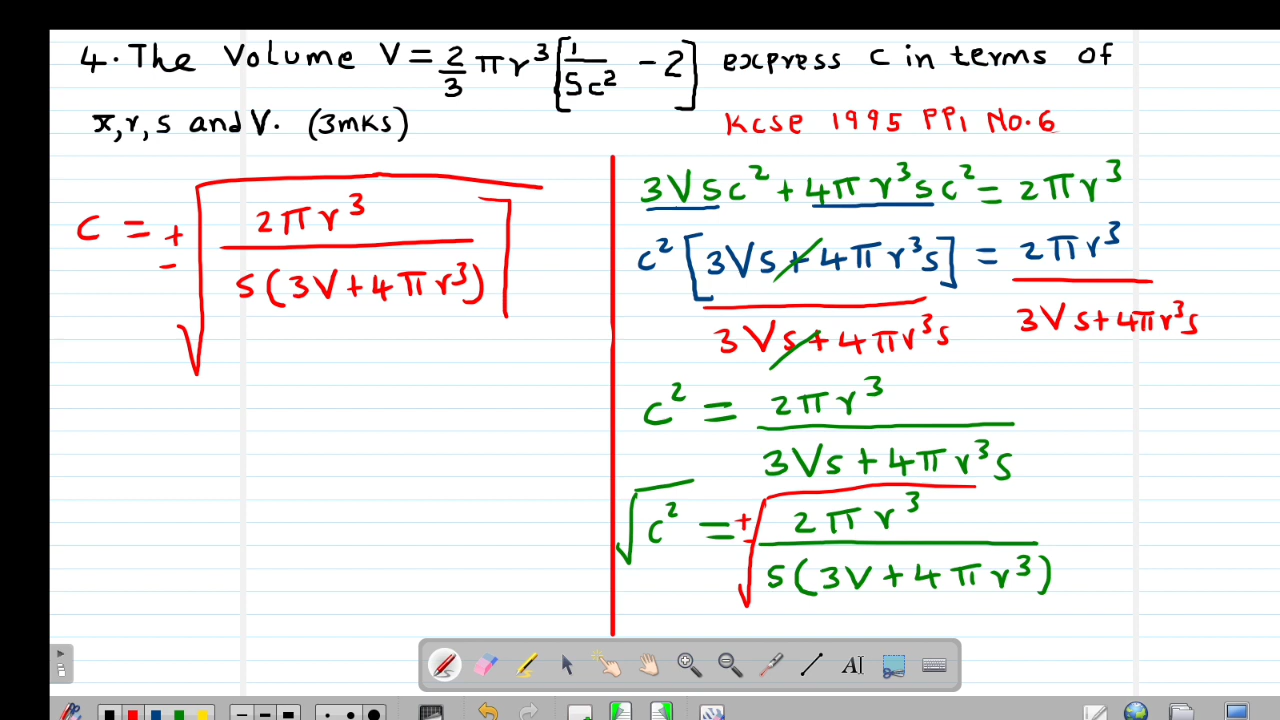 4. The Volume V = 2/3 πr³[1/sc² - 2] express c in terms of
π, r, s and V. (3mks)
KCSE 1995 PP1 No.6
c = ± √(2πr³ / s(3V+4πr³))
3Vsc² + 4πr³sc² = 2πr³
c²[3Vs + 4πr³s] / 3Vs + 4πr³s = 2πr³ / 3Vs + 4πr³s
c² = 2πr³ / 3Vs + 4πr³s
√c² = ± √(2πr³ / s(3V + 4πr³))
AI